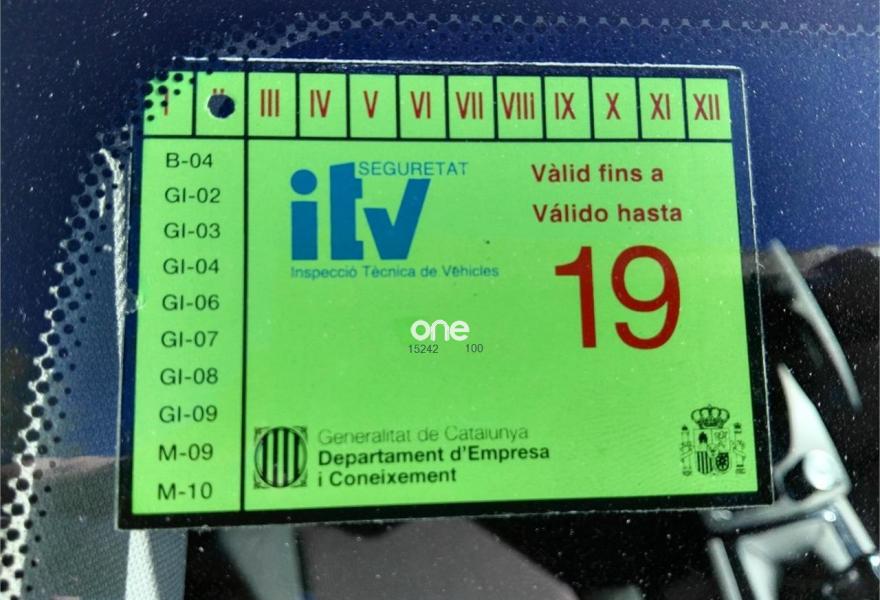 I II III IV V VI VII VIII IX X XI XII
B-04
GI-02
GI-03
GI-04
GI-06
GI-07
GI-08
GI-09
M-09
M-10
SEGURETAT
itv
Inspecció Tècnica de Vehicles
Vàlid fins a
Válido hasta
19
one
15242 100
Generalitat de Catalunya
Departament d'Empresa
i Coneixement